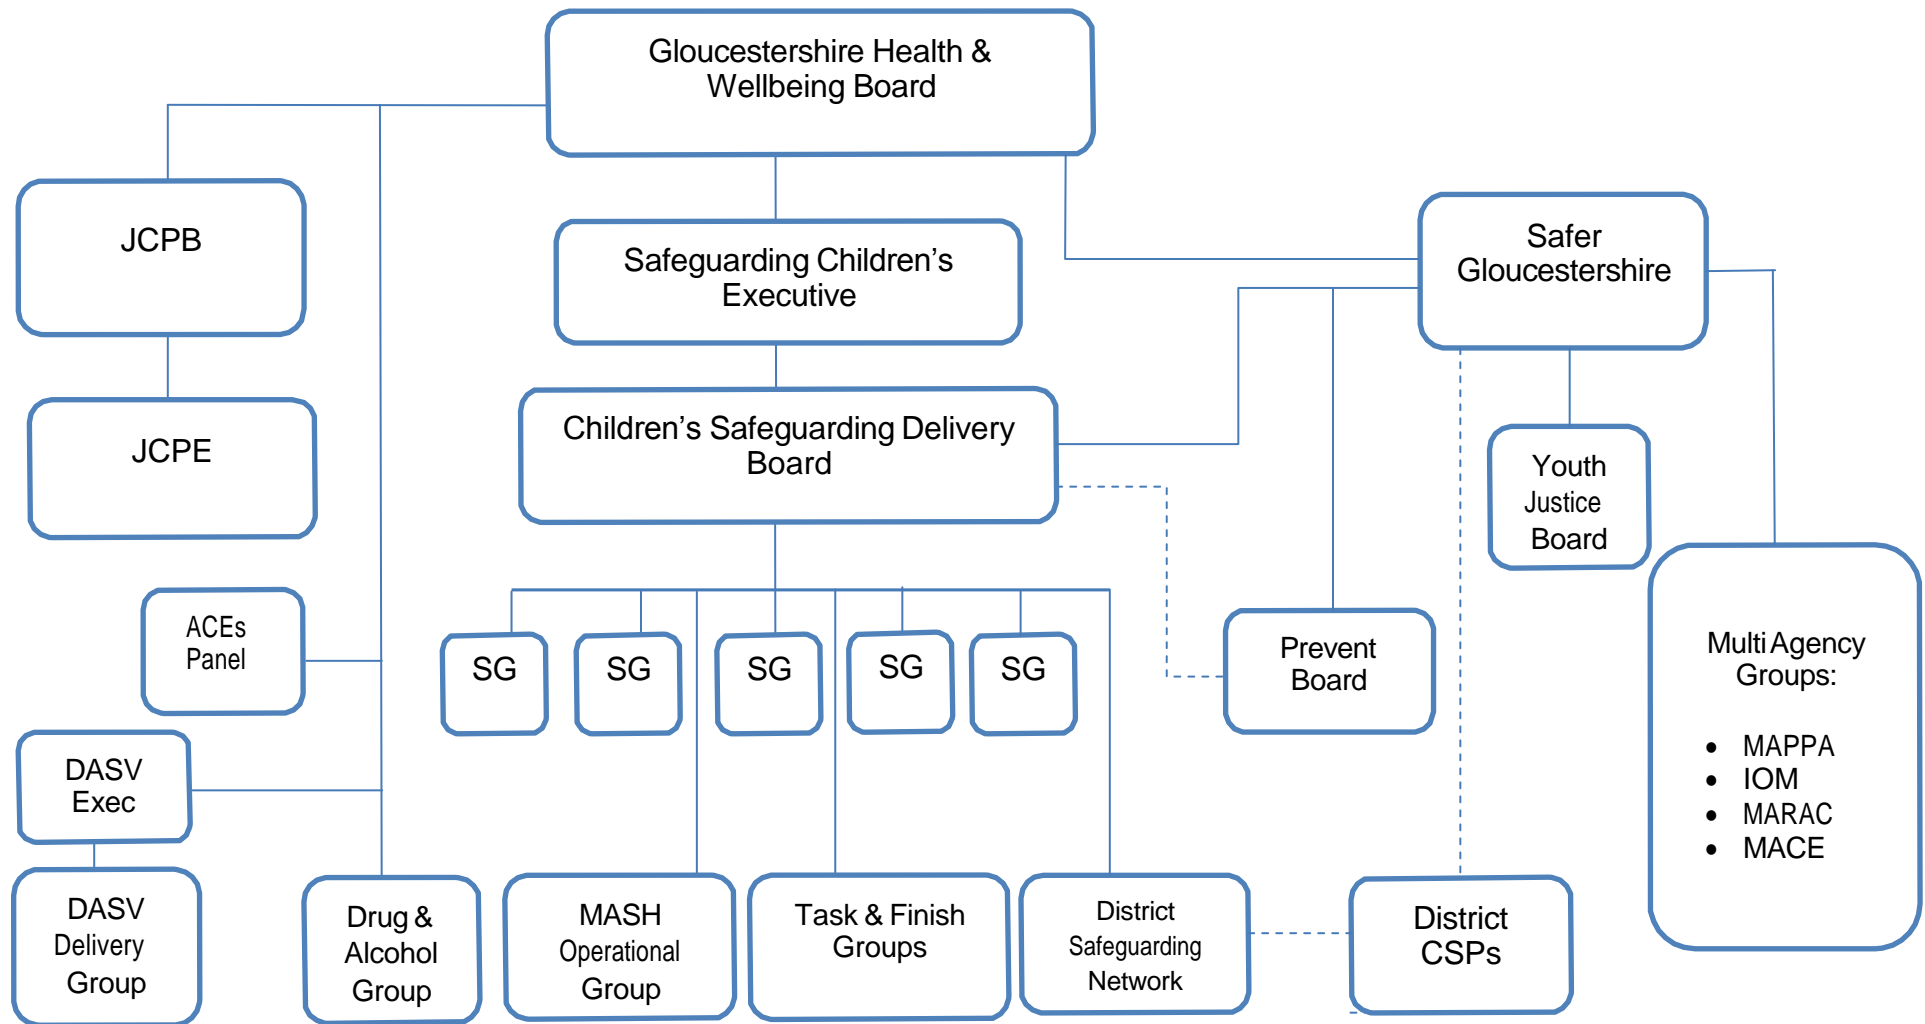 Gloucestershire Health &
Wellbeing Board
JCPB
Safeguarding Children’s
Executive
Safer
Gloucestershire
JCPE
Children’s Safeguarding Delivery
Board
Youth
Justice
Board
ACEs
Panel
SG
SG
SG
SG
SG
Prevent
Board
Multi Agency
Groups:
• MAPPA
• IOM
• MARAC
• MACE
DASV
Exec
DASV
Delivery
Group
Drug &
Alcohol
Group
MASH
Operational
Group
Task & Finish
Groups
District
Safeguarding
Network
District
CSPs